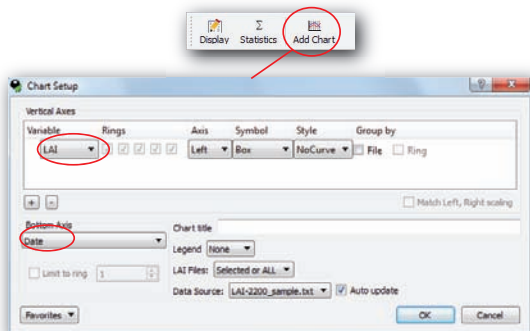 Display Statistics Add Chart
Chart Setup
Vertical Axes
Variable Rings Axis Symbol Style Group by
LAI Left Box NoCurve File Ring
+ -
Match Left, Right scaling
Bottom Axis
Date
Chart title
Legend None
Limit to ring 1
LAI Files: Selected or ALL
Data Source: LAI-2200_sample.txt Auto update
Favorites OK Cancel